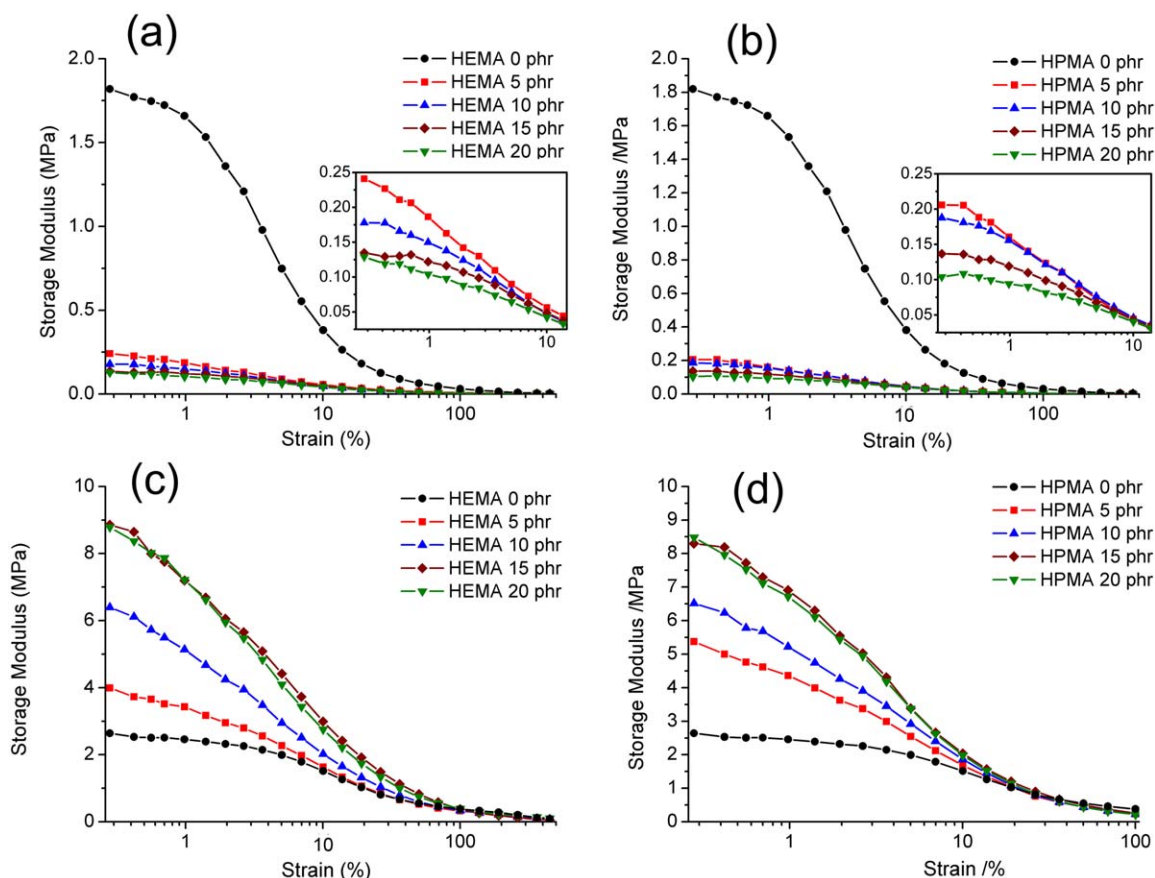 (a)
HEMA 0 phr
HEMA 5 phr
HEMA 10 phr
HEMA 15 phr
HEMA 20 phr
2.0
1.5
1.0
0.5
0.0
Storage Modulus (MPa)
0.25
0.20
0.15
0.10
0.05
1 10
1 10 100
Strain (%)
(b)
HPMA 0 phr
HPMA 5 phr
HPMA 10 phr
HPMA 15 phr
HPMA 20 phr
2.0
1.8
1.6
1.4
1.2
1.0
0.8
0.6
0.4
0.2
0.0
Storage Modulus /MPa
0.25
0.20
0.15
0.10
0.05
1 10
1 10 100
Strain (%)
(c)
HEMA 0 phr
HEMA 5 phr
HEMA 10 phr
HEMA 15 phr
HEMA 20 phr
10
8
6
4
2
0
Storage Modulus (MPa)
1 10 100
Strain (%)
(d)
HPMA 0 phr
HPMA 5 phr
HPMA 10 phr
HPMA 15 phr
HPMA 20 phr
10
9
8
7
6
5
4
3
2
1
0
Storage Modulus /MPa
1 10 100
Strain /%